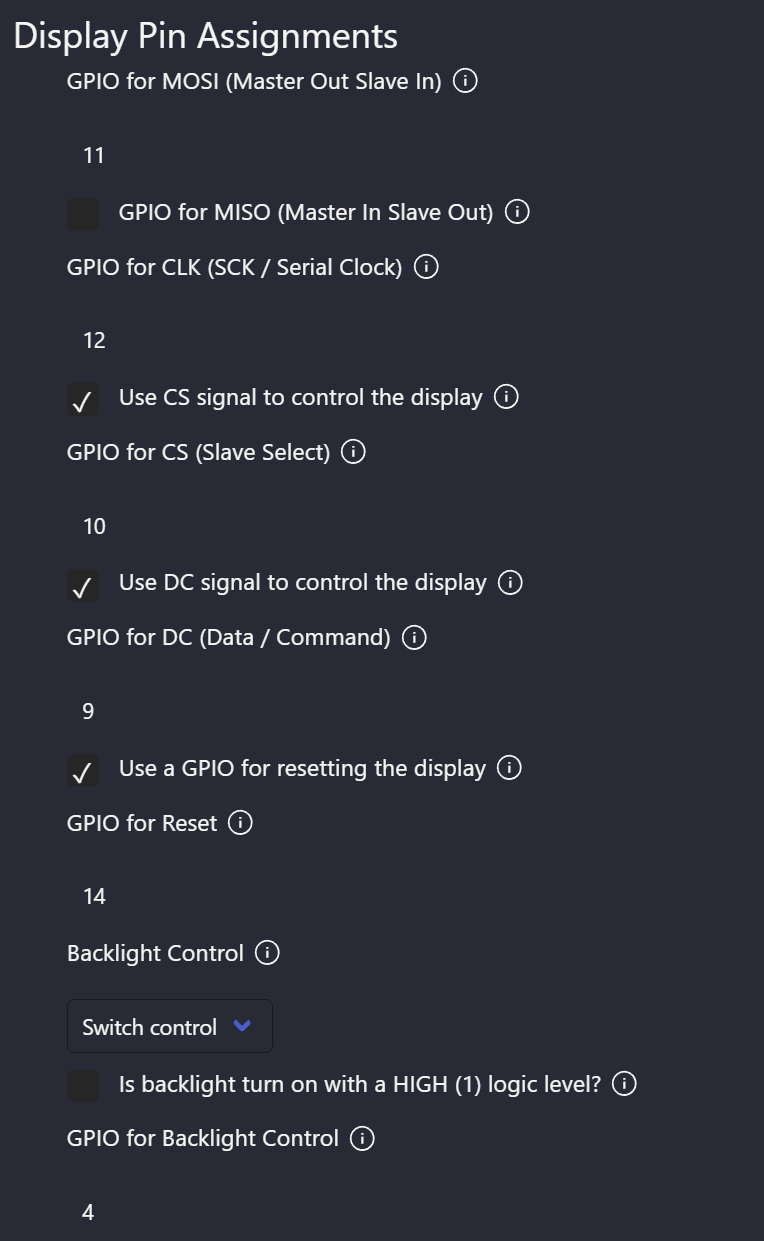 Display Pin Assignments
GPIO for MOSI (Master Out Slave In)
11
GPIO for MISO (Master In Slave Out)
GPIO for CLK (SCK / Serial Clock)
12
Use CS signal to control the display
GPIO for CS (Slave Select)
10
Use DC signal to control the display
GPIO for DC (Data / Command)
9
Use a GPIO for resetting the display
GPIO for Reset
14
Backlight Control
Switch control
Is backlight turn on with a HIGH (1) logic level?
GPIO for Backlight Control
4